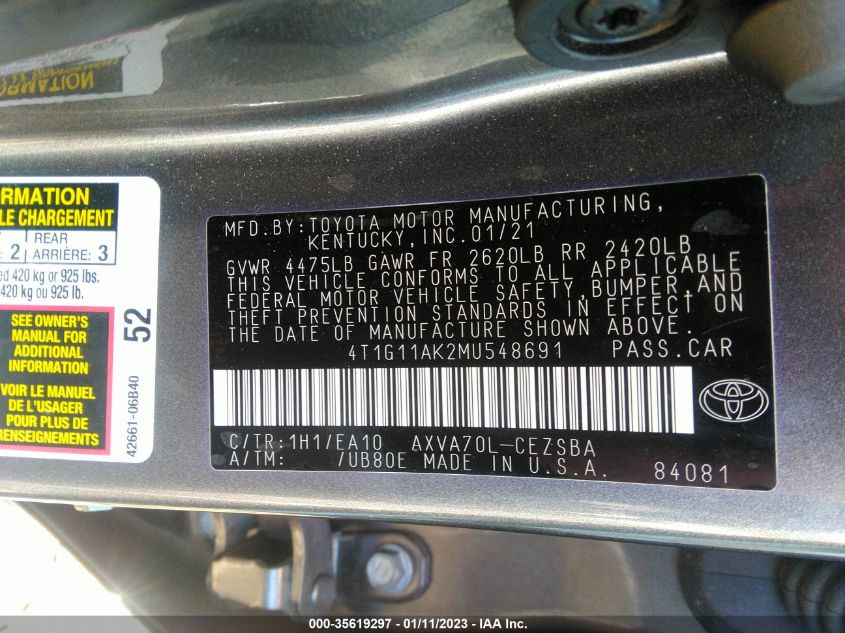 RMATION
LE CHARGEMENT
2 REAR
ARRIÈRE: 3
ed 420 kg or 925 lbs.
420 kg ou 925 lb.
SEE OWNER'S
MANUAL FOR
ADDITIONAL
INFORMATION
VOIR LE MANUEL
DE L'USAGER
POUR PLUS DE
RENSEIGNEMENTS
52
42661-06B40
MFD.BY:TOYOTA MOTOR MANUFACTURING,
KENTUCKY,INC.01/21
GVWR 4475LB GAWR FR 2620LB RR 2420LB
THIS VEHICLE CONFORMS TO ALL APPLICABLE
FEDERAL MOTOR VEHICLE SAFETY,BUMPER,AND
THEFT PREVENTION STANDARDS IN EFFECT ON
THE DATE OF MANUFACTURE SHOWN ABOVE.
4T1G11AK2MU548691 PASS.CAR
C/TR:1H1/EA10 AXVA70L-CEZSBA
A/TM: /UB80E MADE IN U.S.A. 84081
000-35619297 - 01/11/2023 - IAA Inc.